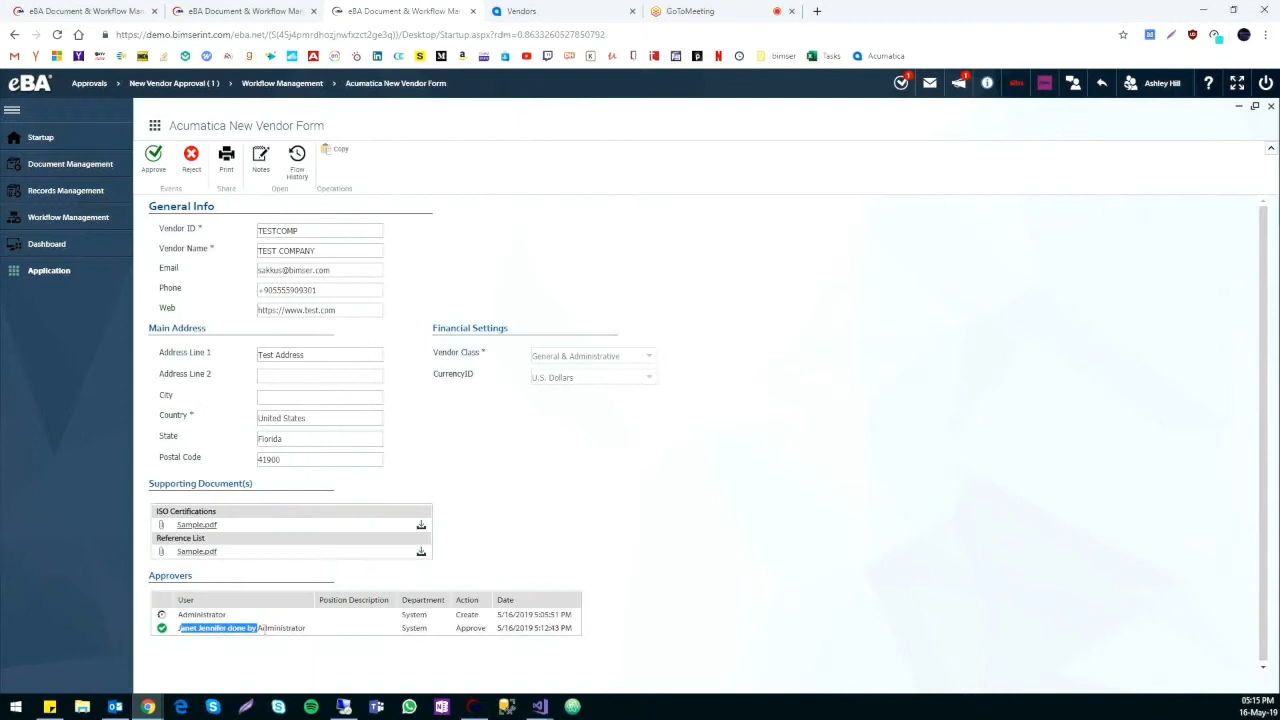 eBA Document & Workflow Man × eBA Document & Workflow Man × eBA Document & Workflow Man × Vendors × GoToMeeting ×
https://demo.bimserint.com/eba.net/(S(45j4pmrdhozjnwfxzct2ge3q))/Desktop/Startup.aspx?rd=0.8633260527850792
bimser Tasks Acumatica
eBA Approvals New Vendor Approval ( 1 ) Workflow Management Acumatica New Vendor Form 1 1 Ashley Hill
Startup
Document Management
Records Management
Workflow Management
Dashboard
Application
Acumatica New Vendor Form
Approve Reject Print Notes Flow History Copy
Events Share Open Operations
General Info
Vendor ID * TESTCOMP
Vendor Name * TEST COMPANY
Email sakkus@bimser.com
Phone +905555909301
Web https://www.test.com
Main Address Financial Settings
Address Line 1 Test Address Vendor Class * General & Administrative
Address Line 2 CurrencyID U.S. Dollars
City
Country * United States
State Florida
Postal Code 41900
Supporting Document(s)
ISO Certifications
Sample.pdf
Reference List
Sample.pdf
Approvers
User Position Description Department Action Date
Administrator System Create 5/16/2019 5:05:51 PM
Janet Jennifer done by Administrator System Approve 5/16/2019 5:12:43 PM
05:15 PM
16-May-19